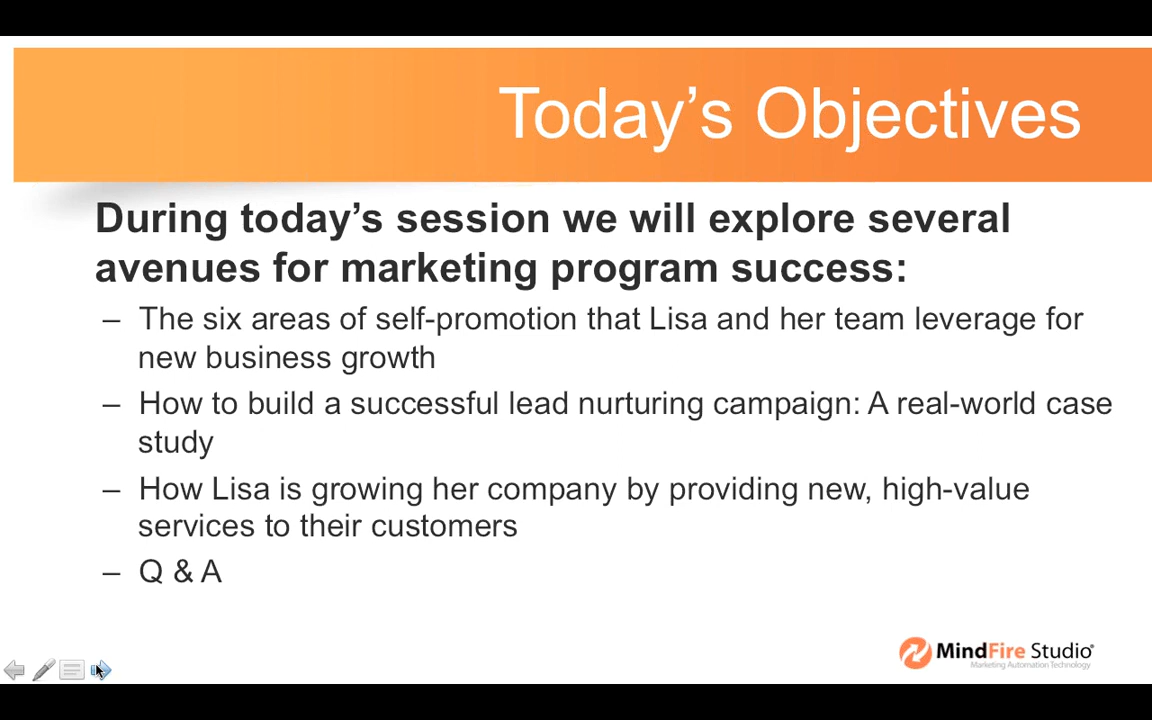 Today’s Objectives
During today’s session we will explore several
avenues for marketing program success:
– The six areas of self-promotion that Lisa and her team leverage for
new business growth
– How to build a successful lead nurturing campaign: A real-world case
study
– How Lisa is growing her company by providing new, high-value
services to their customers
– Q & A
MindFire Studio®
Marketing Automation Technology